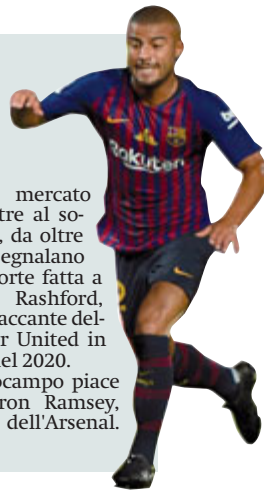 mercato
tre al so-
, da oltre
egnalano
orte fatta a
Rashford,
accante del-
r United in
el 2020.
ocampo piace
ron Ramsey,
dell'Arsenal.
Rakuten
beko